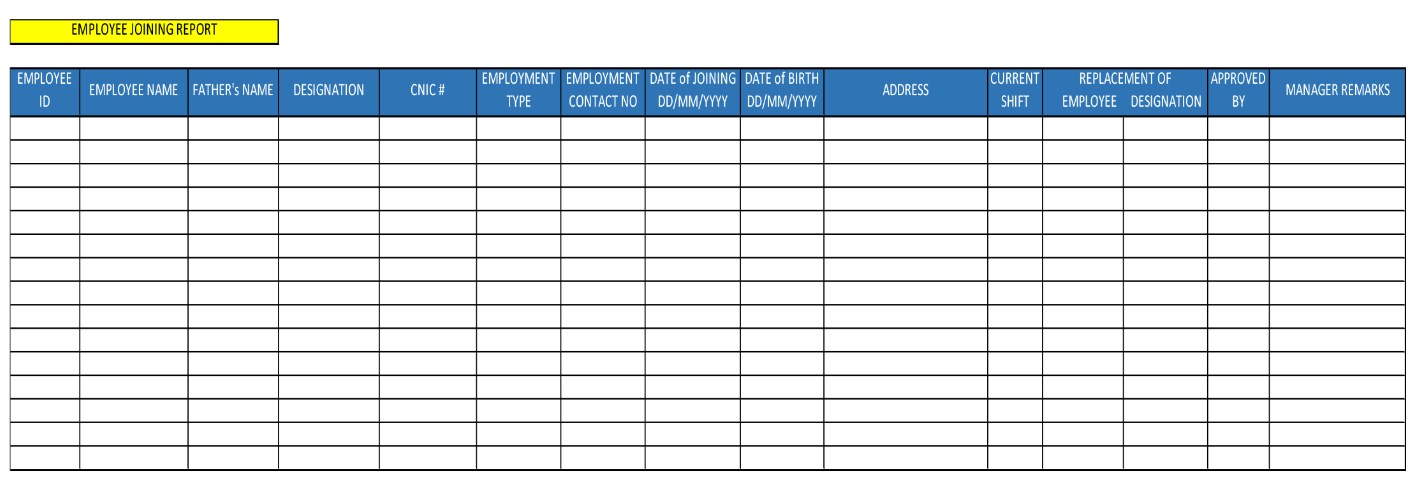 EMPLOYEE JOINING REPORT
EMPLOYEE
ID
EMPLOYEE NAME
FATHER's NAME
DESIGNATION
CNIC #
EMPLOYMENT
TYPE
EMPLOYMENT
CONTACT NO
DATE of JOINING
DD/MM/YYYY
DATE of BIRTH
DD/MM/YYYY
ADDRESS
CURRENT
SHIFT
REPLACEMENT OF
EMPLOYEE DESIGNATION
APPROVED
BY
MANAGER REMARKS